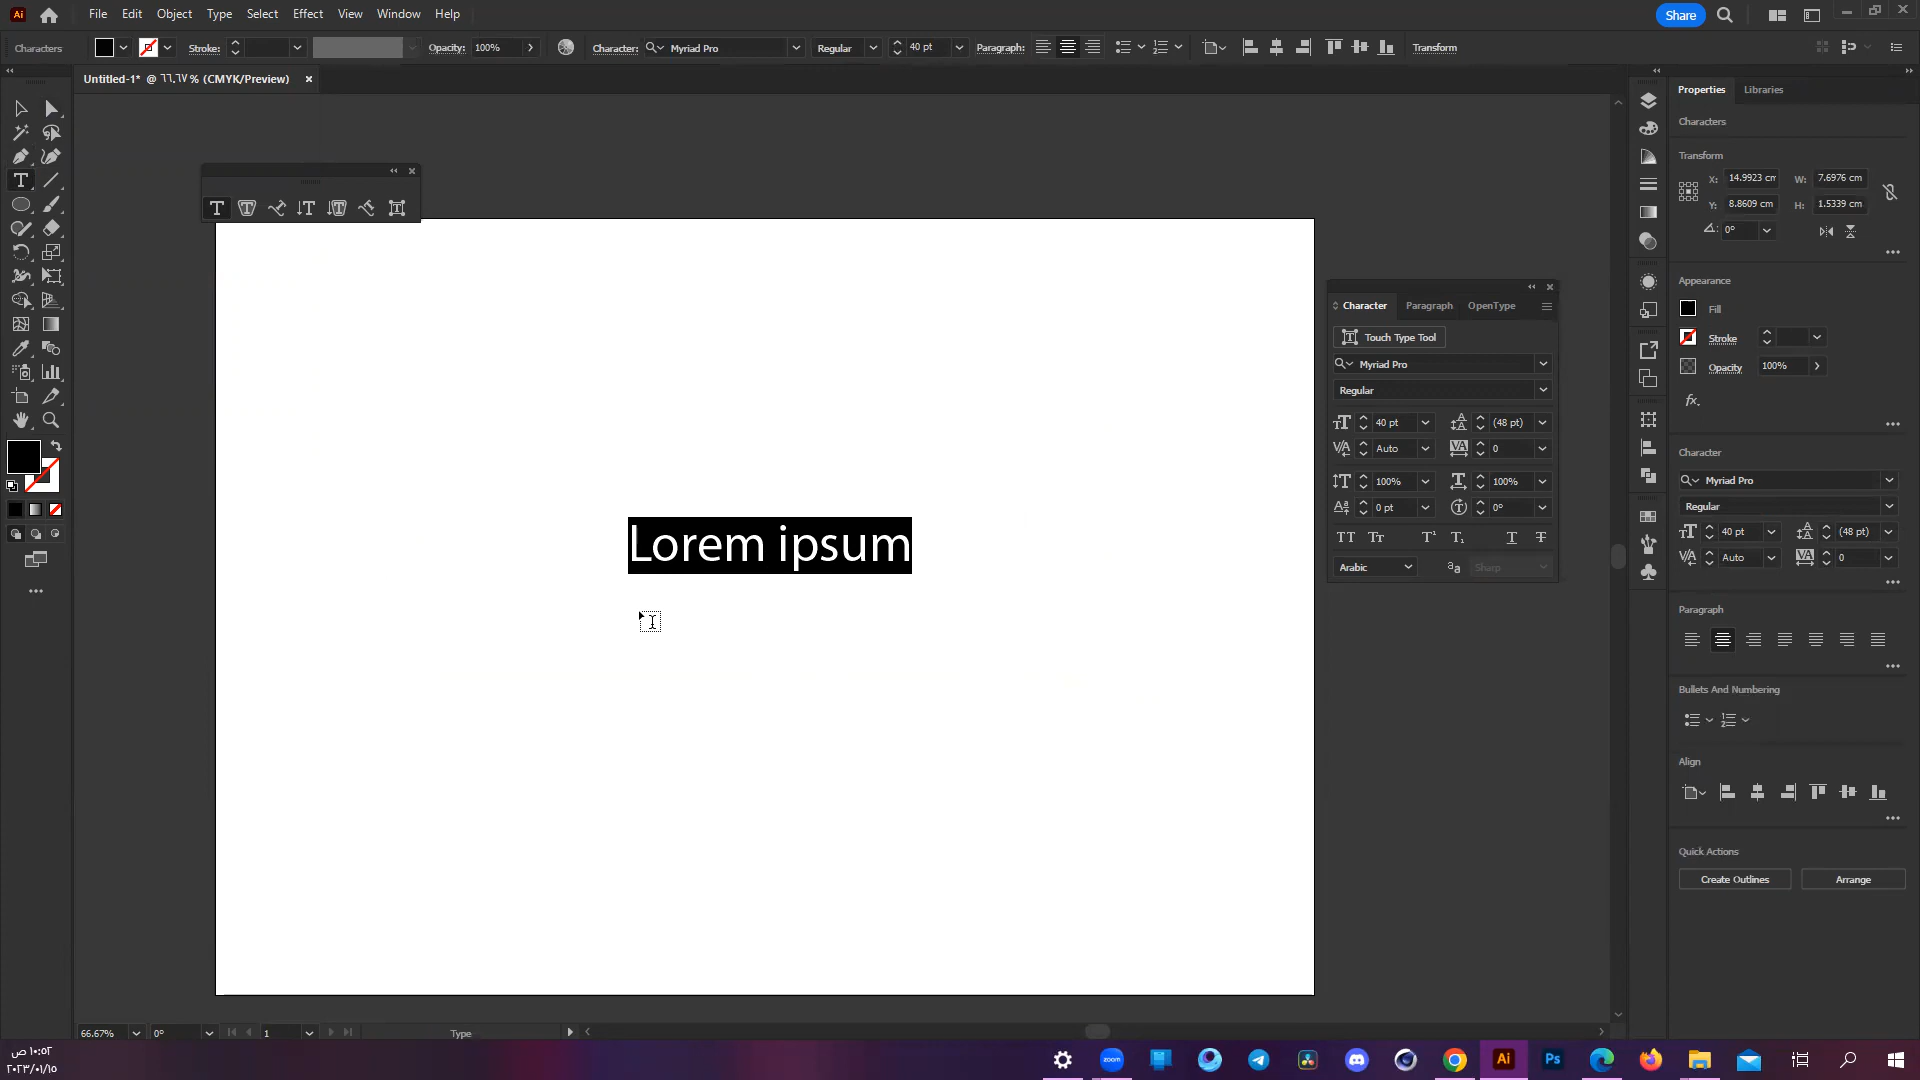 Ai File Edit Object Type Select Effect View Window Help Share
Characters Stroke: Opacity: 100% Character: Myriad Pro Regular 40 pt Paragraph: Transform
Untitled-1* @ ٦٦.٦٧ % (CMYK/Preview)
Properties Libraries
Characters
Transform
X: 14.9923 cm W: 7.6976 cm
Y: 8.8609 cm H: 1.5339 cm
0°
Appearance
Fill
Stroke
Opacity 100%
fx.
Character
Myriad Pro
Regular
40 pt (48 pt)
Auto 0
Paragraph
Bullets And Numbering
Align
Quick Actions
Create Outlines Arrange
Character Paragraph OpenType
Touch Type Tool
Myriad Pro
Regular
40 pt (48 pt)
Auto 0
100% 100%
0 pt 0°
Arabic Sharp
Lorem ipsum
66.67% 0° 1 Type
١٠:٥٢ ص
٢٠٢٣/٠١/١٥
zoom Ai Ps